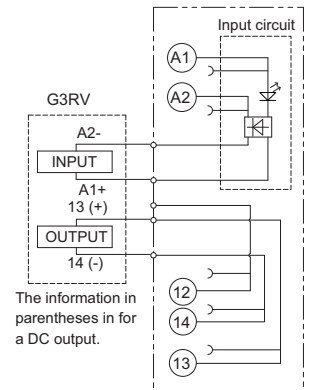 Input circuit
A1
A2
G3RV
A2-
INPUT
A1+
13 (+)
OUTPUT
14 (-)
12
14
13
The information in
parentheses in for
a DC output.